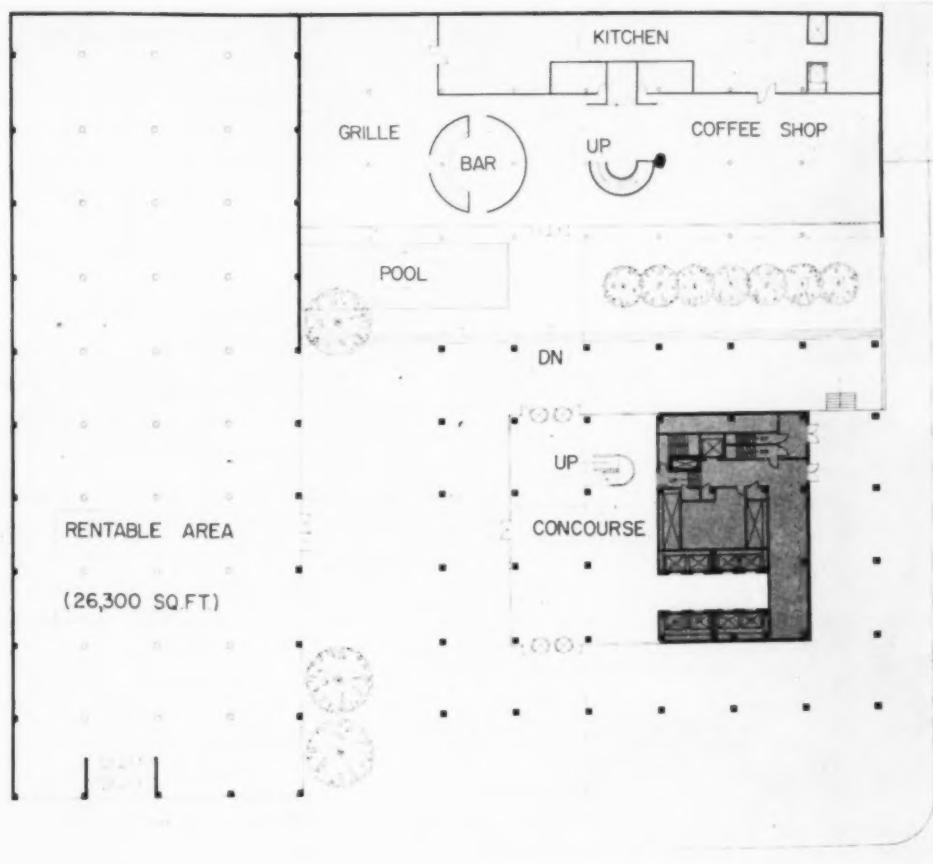 KITCHEN
GRILLE
BAR
UP
COFFEE SHOP
POOL
DN
UP
CONCOURSE
RENTABLE AREA
(26,300 SQ.FT.)